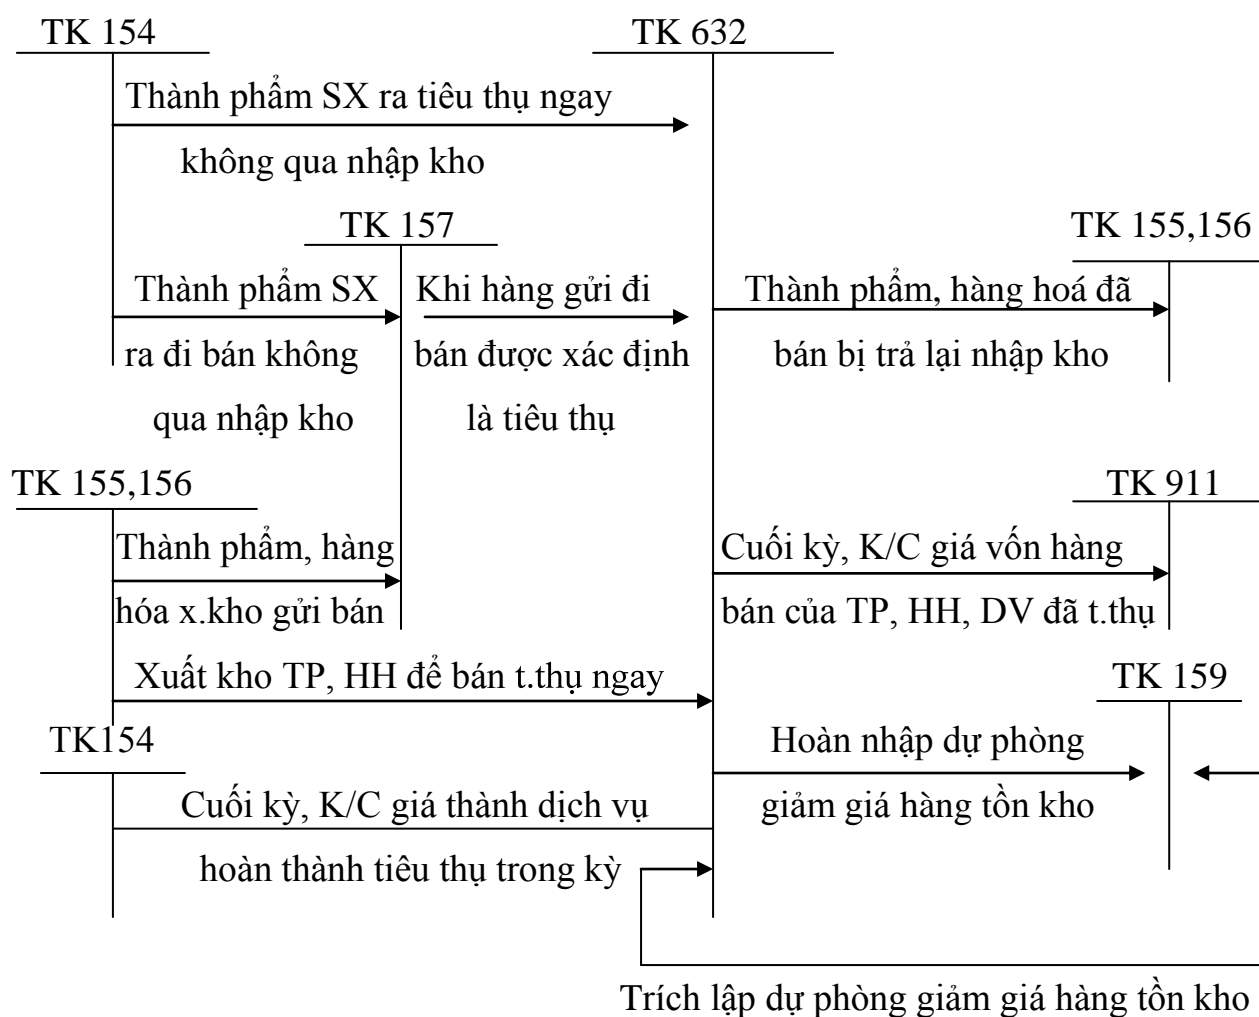 TK 154
TK 632
Thành phẩm SX ra tiêu thụ ngay
không qua nhập kho
TK 157
TK 155,156
Thành phẩm SX
ra đi bán không
qua nhập kho
Khi hàng gửi đi
bán được xác định
là tiêu thụ
Thành phẩm, hàng hoá đã
bán bị trả lại nhập kho
TK 155,156
TK 911
Thành phẩm, hàng
hóa x.kho gửi bán
Cuối kỳ, K/C giá vốn hàng
bán của TP, HH, DV đã t.thụ
Xuất kho TP, HH để bán t.thụ ngay
TK 159
TK154
Hoàn nhập dự phòng
giảm giá hàng tồn kho
Cuối kỳ, K/C giá thành dịch vụ
hoàn thành tiêu thụ trong kỳ
Trích lập dự phòng giảm giá hàng tồn kho